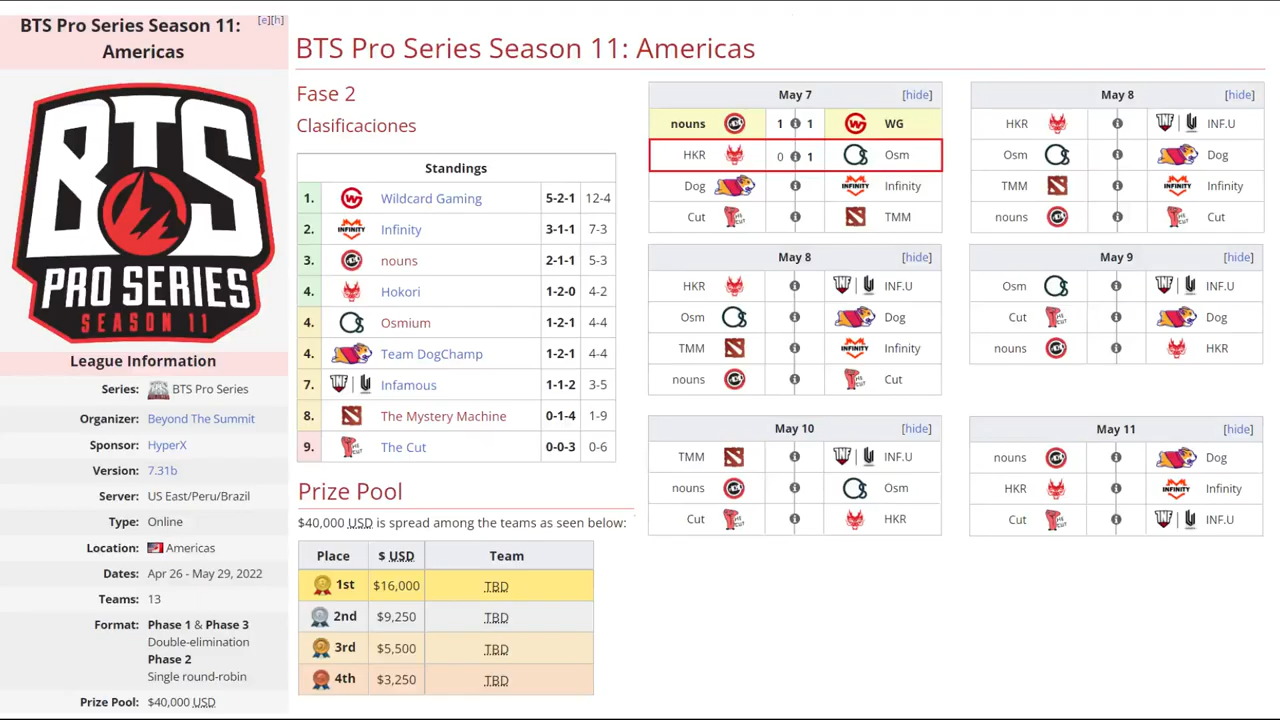 BTS Pro Series Season 11: Americas
[e][h]
BTS
PRO SERIES
SEASON 11
League Information
Series: BTS Pro Series
Organizer: Beyond The Summit
Sponsor: HyperX
Version: 7.31b
Server: US East/Peru/Brazil
Type: Online
Location: Americas
Dates: Apr 26 - May 29, 2022
Teams: 13
Format: Phase 1 & Phase 3
Double-elimination
Phase 2
Single round-robin
Prize Pool: $40,000 USD
BTS Pro Series Season 11: Americas
Fase 2
Clasificaciones
Standings
1. Wildcard Gaming 5-2-1 12-4
2. INFINITY Infinity 3-1-1 7-3
3. nouns 2-1-1 5-3
4. Hokori 1-2-0 4-2
4. Osmium 1-2-1 4-4
4. Team DogChamp 1-2-1 4-4
7. INF U Infamous 1-1-2 3-5
8. The Mystery Machine 0-1-4 1-9
9. The Cut 0-0-3 0-6
Prize Pool
$40,000 USD is spread among the teams as seen below:
Place $ USD Team
1st $16,000 TBD
2nd $9,250 TBD
3rd $5,500 TBD
4th $3,250 TBD
May 7 [hide]
nouns 1 1 WG
HKR 0 1 Osm
Dog INFINITY Infinity
Cut TMM
May 8 [hide]
HKR INF U INF.U
Osm Dog
TMM INFINITY Infinity
nouns Cut
May 8 [hide]
HKR INF U INF.U
Osm Dog
TMM INFINITY Infinity
nouns Cut
May 9 [hide]
Osm INF U INF.U
Cut Dog
nouns HKR
May 10 [hide]
TMM INF U INF.U
nouns Osm
Cut HKR
May 11 [hide]
nouns Dog
HKR INFINITY Infinity
Cut INF U INF.U